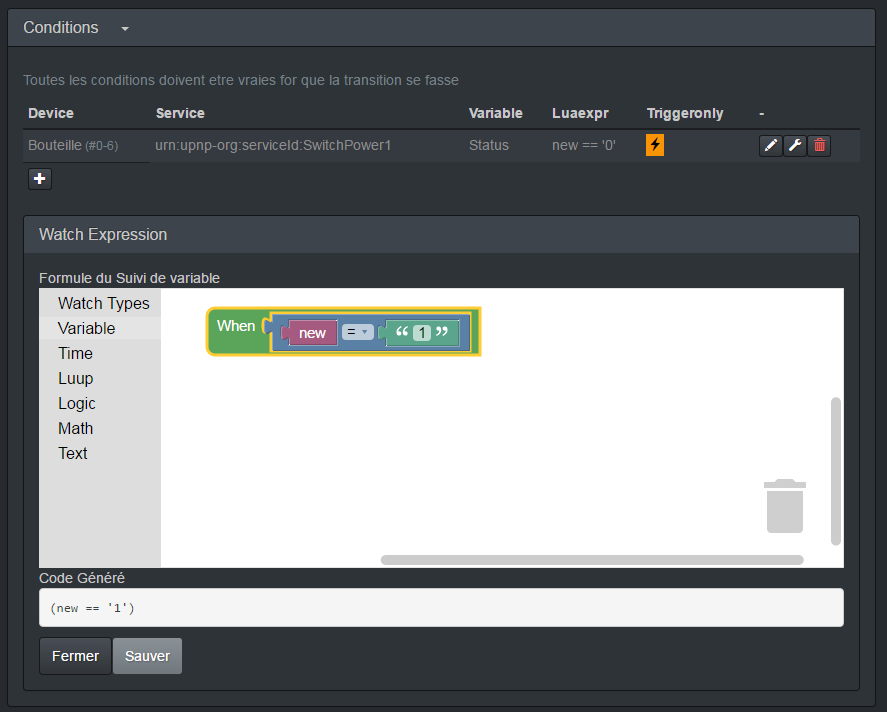 Conditions
Toutes les conditions doivent etre vraies for que la transition se fasse
Device Service Variable Luaexpr Triggeronly -
Bouteille (#0-6) urn:upnp-org:serviceId:SwitchPower1 Status new == '0'
Watch Expression
Formule du Suivi de variable
Watch Types
Variable
Time
Luup
Logic
Math
Text
When new = “ 1 ”
Code Généré
(new == '1')
Fermer Sauver